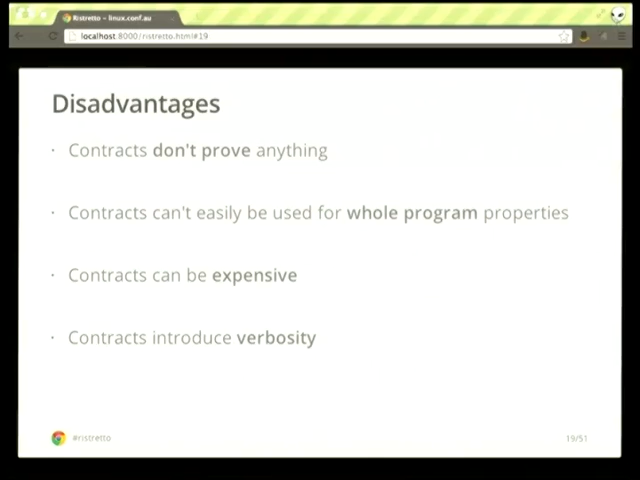 Ristretto – linux.conf.au
localhost:8000/ristretto.html#19
Disadvantages
· Contracts don't prove anything
· Contracts can't easily be used for whole program properties
· Contracts can be expensive
· Contracts introduce verbosity
#ristretto
19/51